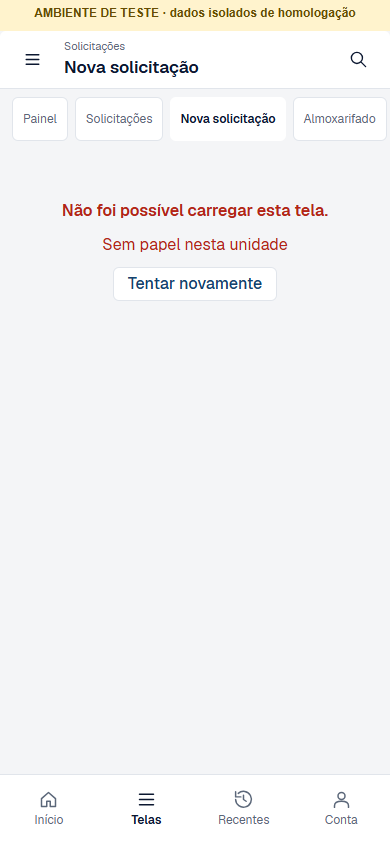 AMBIENTE DE TESTE · dados isolados de homologação
Solicitações
Nova solicitação
Painel
Solicitações
Nova solicitação
Almoxarifado
Não foi possível carregar esta tela.
Sem papel nesta unidade
Tentar novamente
Início
Telas
Recentes
Conta